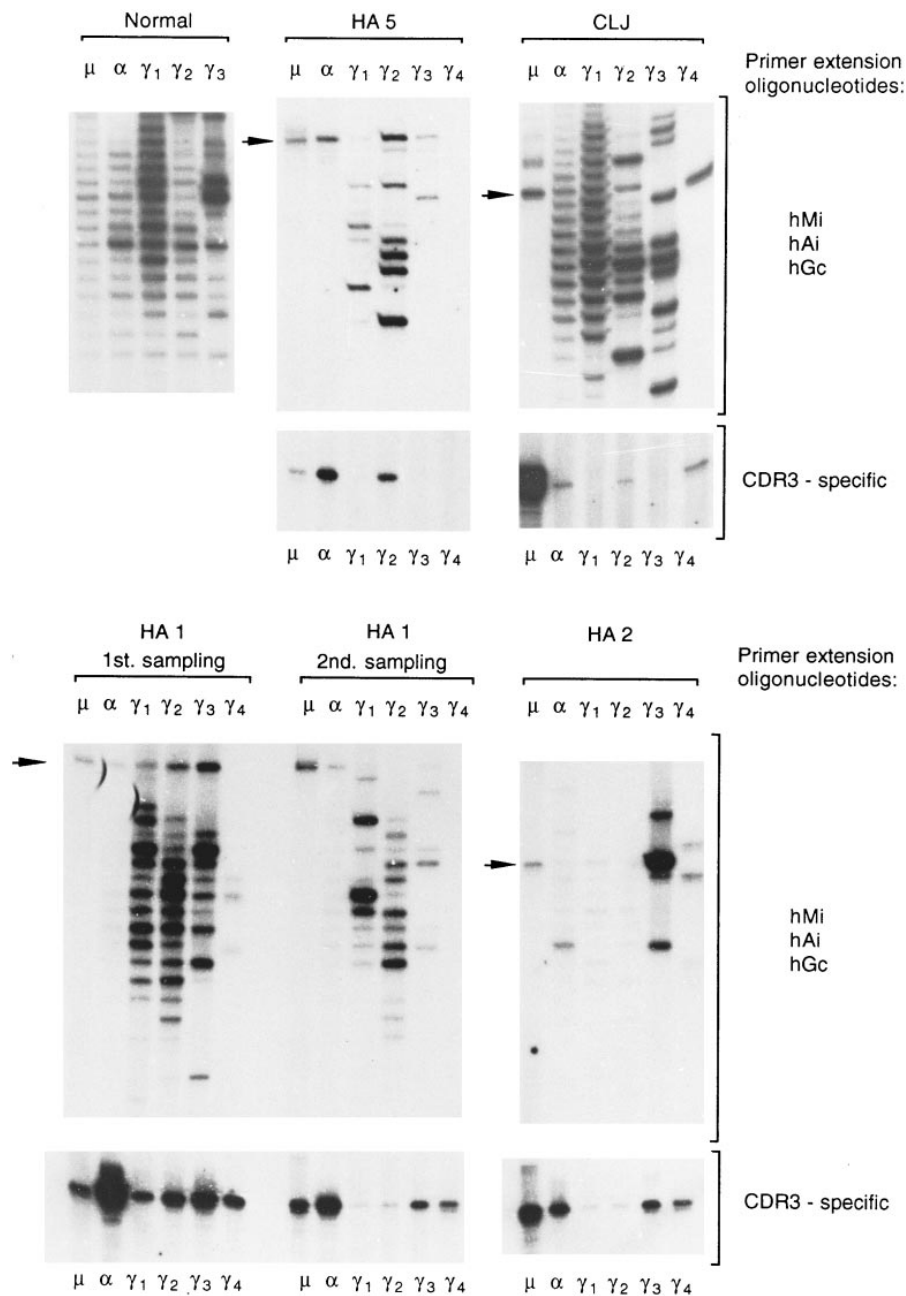 Normal
HA 5
CLJ
μ α γ1 γ2 γ3
μ α γ1 γ2 γ3 γ4
μ α γ1 γ2 γ3 γ4
Primer extension
oligonucleotides:
hMi
hAi
hGc
CDR3 - specific
μ α γ1 γ2 γ3 γ4
μ α γ1 γ2 γ3 γ4
HA 1
1st. sampling
HA 1
2nd. sampling
HA 2
Primer extension
oligonucleotides:
μ α γ1 γ2 γ3 γ4
μ α γ1 γ2 γ3 γ4
μ α γ1 γ2 γ3 γ4
hMi
hAi
hGc
CDR3 - specific
μ α γ1 γ2 γ3 γ4
μ α γ1 γ2 γ3 γ4
μ α γ1 γ2 γ3 γ4